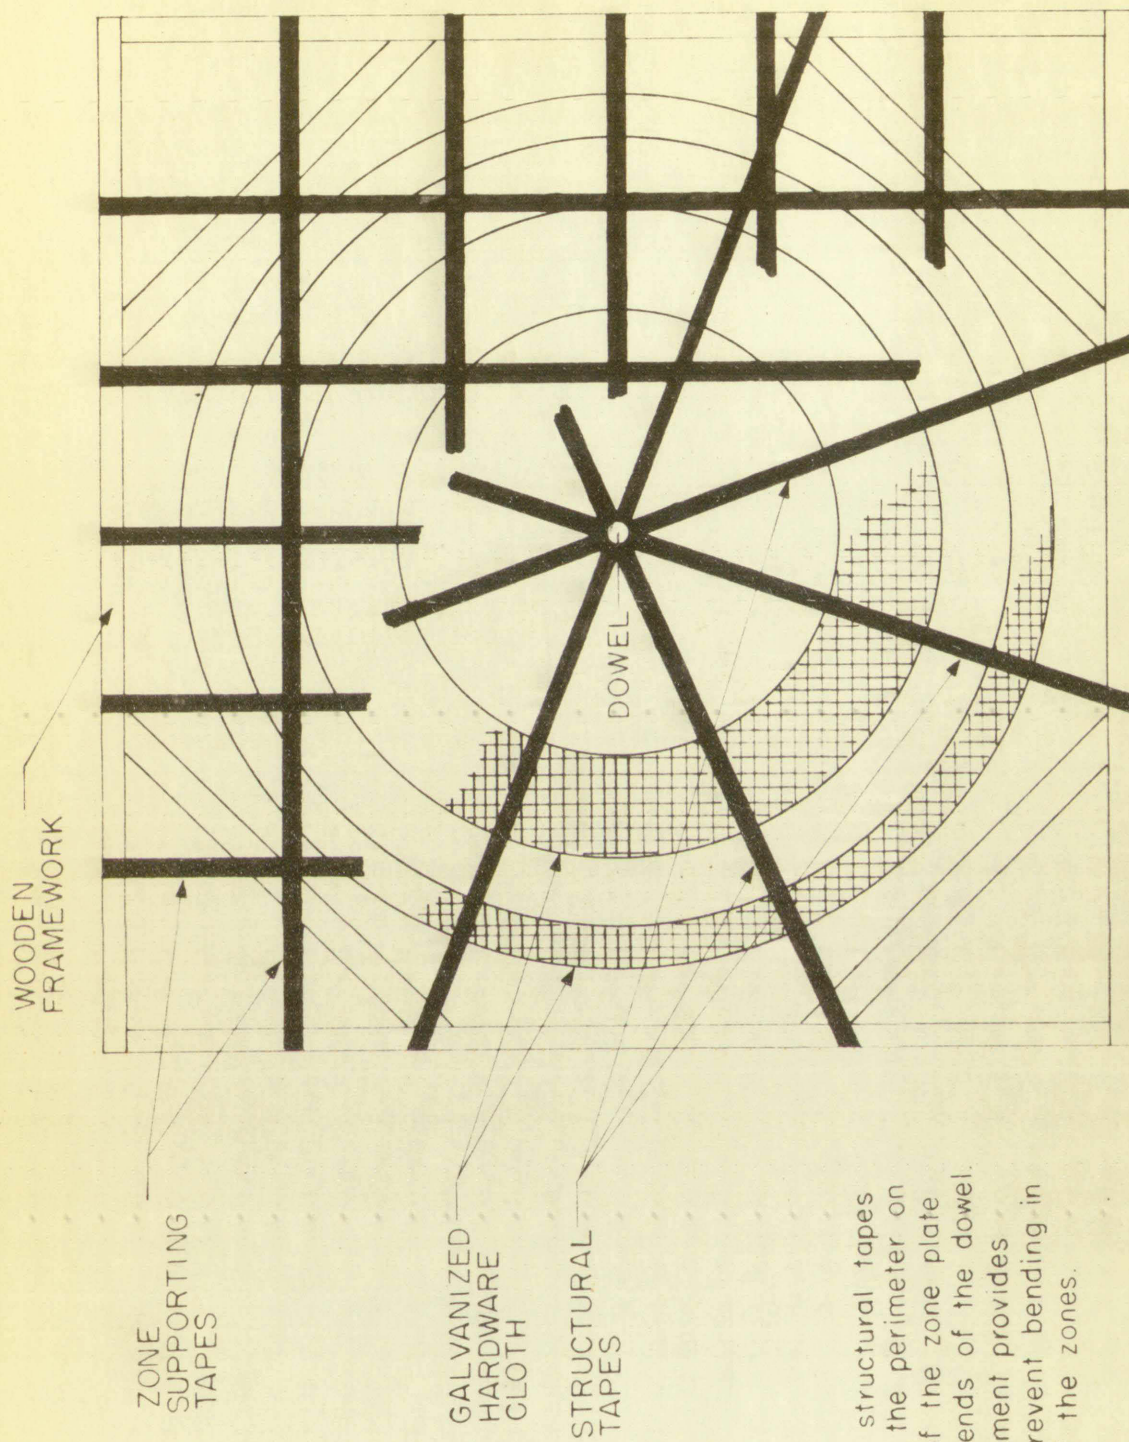 WOODEN
FRAMEWORK
ZONE
SUPPORTING
TAPES
GALVANIZED
HARDWARE
CLOTH
STRUCTURAL
TAPES
DOWEL
structural tapes
the perimeter on
f the zone plate
ends of the dowel.
ment provides
revent bending in
the zones.